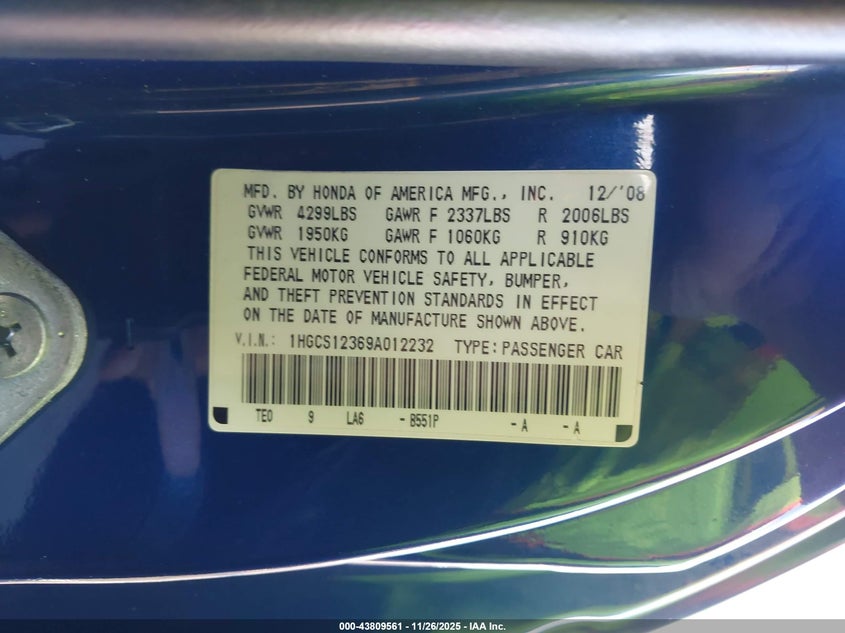 MFD. BY HONDA OF AMERICA MFG., INC. 12/'08
GVWR 4299LBS GAWR F 2337LBS R 2006LBS
GVWR 1950KG GAWR F 1060KG R 910KG
THIS VEHICLE CONFORMS TO ALL APPLICABLE
FEDERAL MOTOR VEHICLE SAFETY, BUMPER,
AND THEFT PREVENTION STANDARDS IN EFFECT
ON THE DATE OF MANUFACTURE SHOWN ABOVE.
V.I.N.: 1HGCS12369A012232 TYPE: PASSENGER CAR
TE0 9 LA6 - B551P - A - A
000-43809561 - 11/26/2025 - IAA Inc.